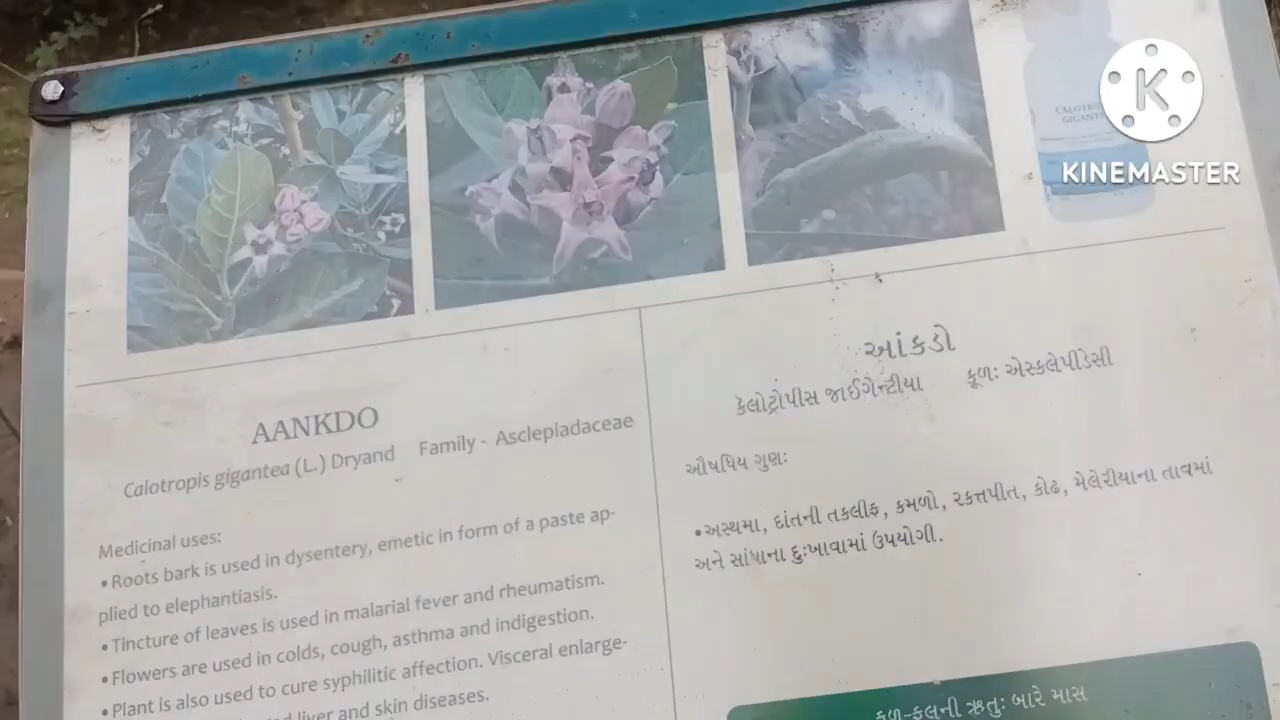 CALOTRO
GIGANTE
KINEMASTER
AANKDO
Calotropis gigantea (L.) Dryand Family - Asclepiadaceae
Medicinal uses:
• Roots bark is used in dysentery, emetic in form of a paste ap-
plied to elephantiasis.
• Tincture of leaves is used in malarial fever and rheumatism.
• Flowers are used in colds, cough, asthma and indigestion.
• Plant is also used to cure syphilitic affection. Visceral enlarge-
liver and skin diseases.
આંકડો
કેલોટ્રોપીસ જાઈગેન્ટીયા કૂળઃ એસ્કલેપીડેસી
ઔષધિય ગુણઃ
•અસ્થમા, દાંતની તકલીફ, કમળો, રક્તપીત, કોઢ, મેલેરીયાના તાવમાં
અને સાંધાના દુઃખાવામાં ઉપયોગી.
ફળ-ફુલની ઋતુઃ બારે માસ